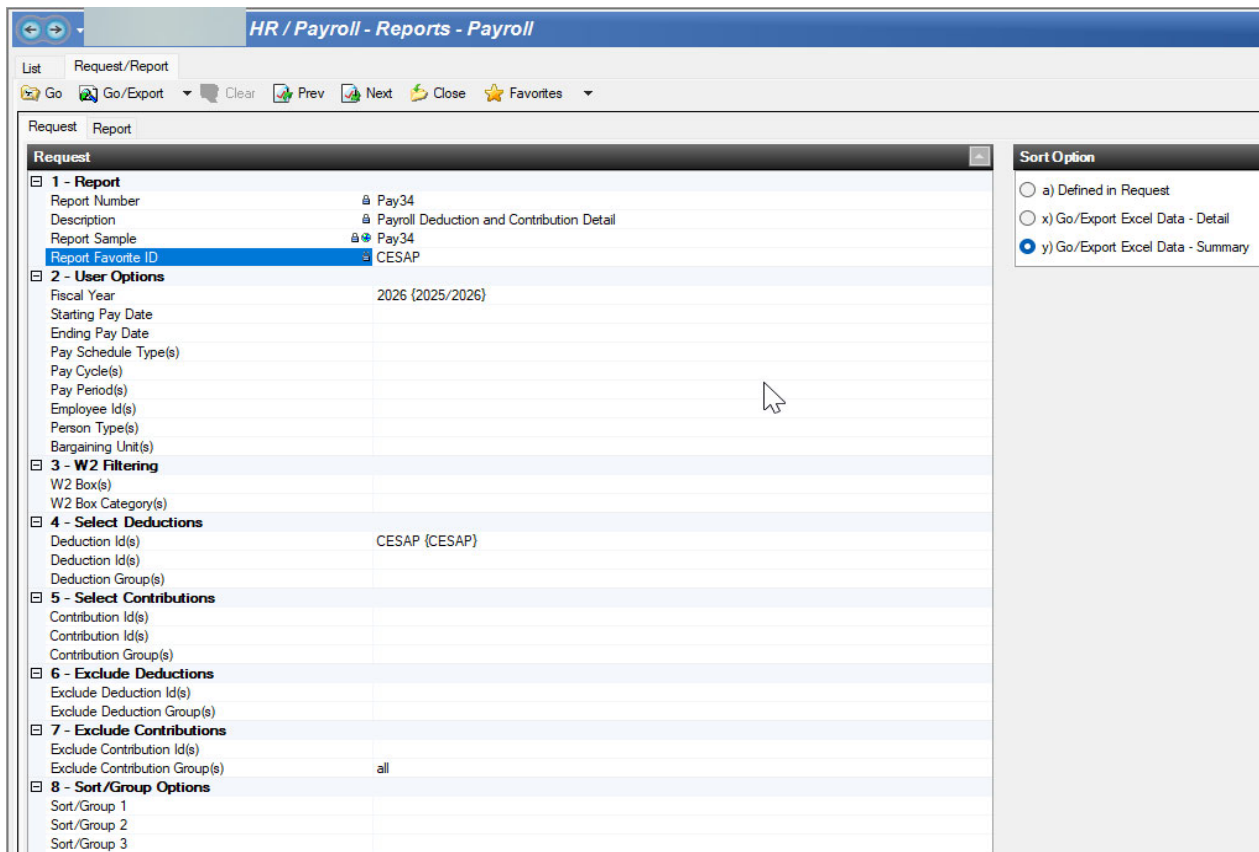 HR / Payroll - Reports - Payroll
List Request/Report
Go Go/Export Clear Prev Next Close Favorites
Request Report
Request
1 - Report
Report Number Pay34
Description Payroll Deduction and Contribution Detail
Report Sample Pay34
Report Favorite ID CESAP
2 - User Options
Fiscal Year 2026 {2025/2026}
Starting Pay Date
Ending Pay Date
Pay Schedule Type(s)
Pay Cycle(s)
Pay Period(s)
Employee Id(s)
Person Type(s)
Bargaining Unit(s)
3 - W2 Filtering
W2 Box(s)
W2 Box Category(s)
4 - Select Deductions
Deduction Id(s) CESAP {CESAP}
Deduction Id(s)
Deduction Group(s)
5 - Select Contributions
Contribution Id(s)
Contribution Id(s)
Contribution Group(s)
6 - Exclude Deductions
Exclude Deduction Id(s)
Exclude Deduction Group(s)
7 - Exclude Contributions
Exclude Contribution Id(s)
Exclude Contribution Group(s) all
8 - Sort/Group Options
Sort/Group 1
Sort/Group 2
Sort/Group 3
Sort Option
a) Defined in Request
x) Go/Export Excel Data - Detail
y) Go/Export Excel Data - Summary